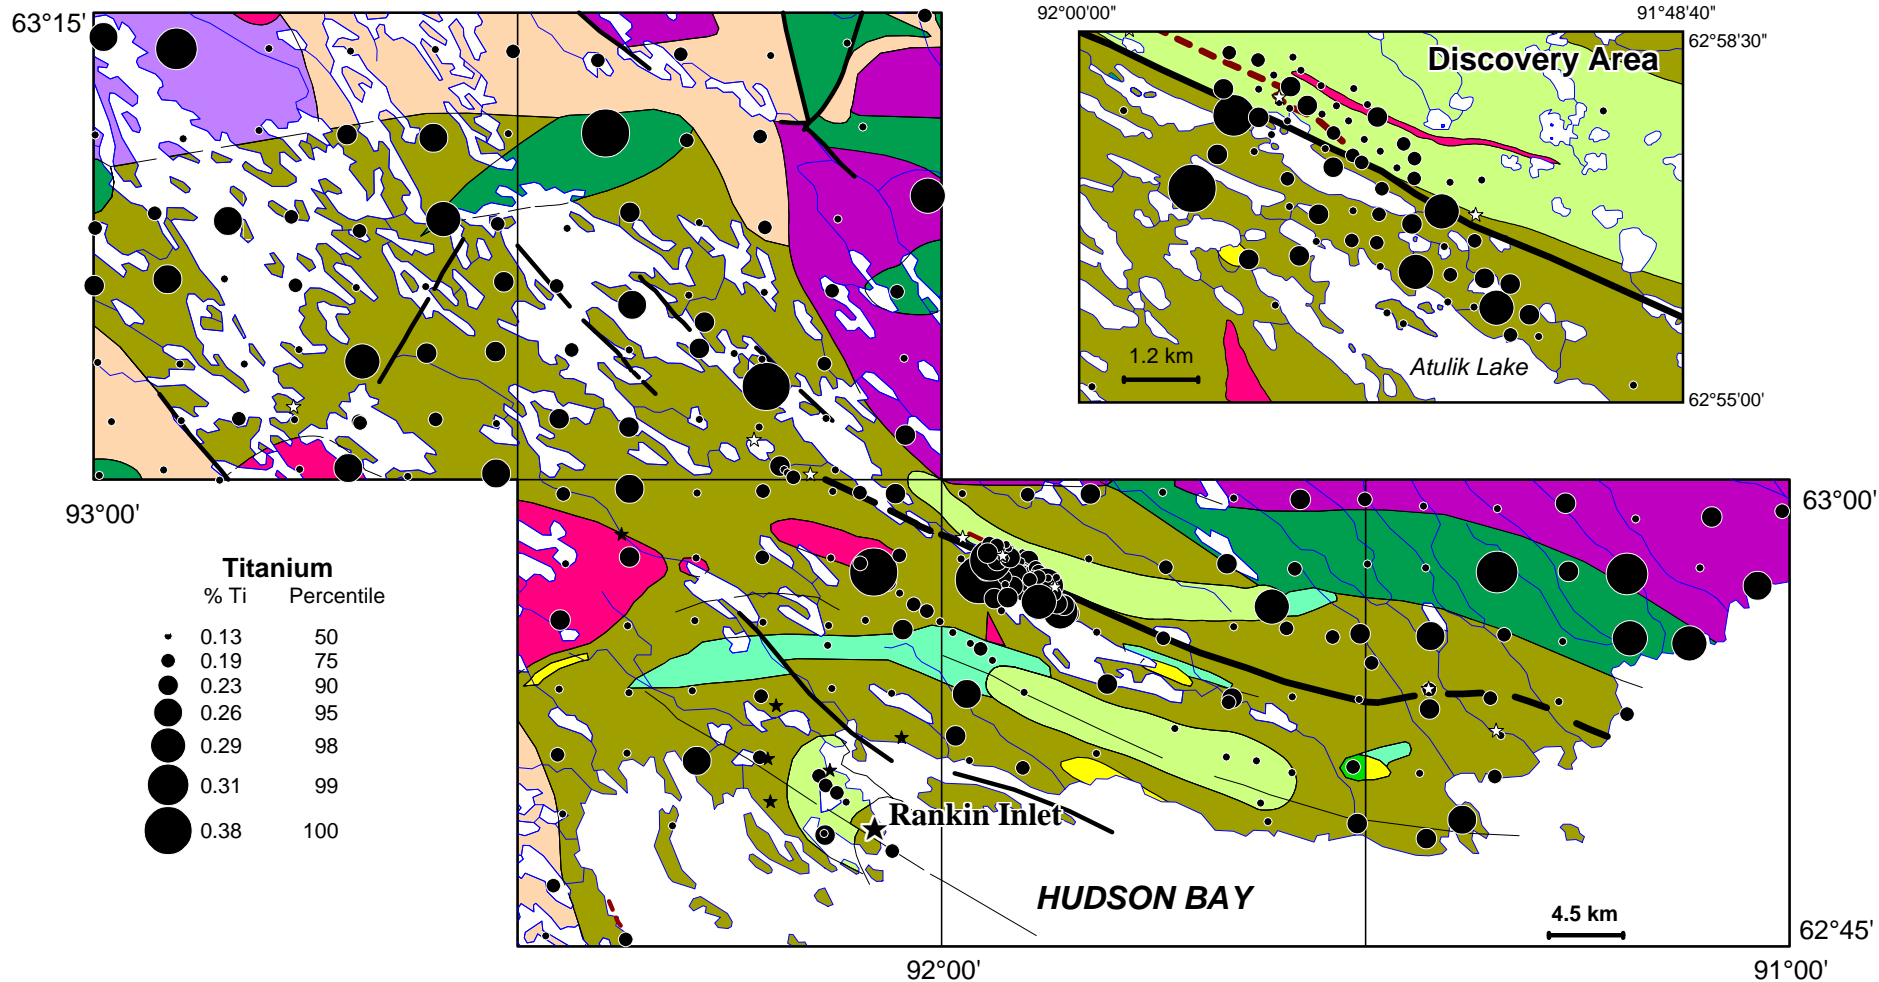 63°15'
92°00'00"
91°48'40"
62°58'30"
Discovery Area
1.2 km
Atulik Lake
62°55'00'
93°00'
63°00'
Titanium
% Ti Percentile
0.13 50
0.19 75
0.23 90
0.26 95
0.29 98
0.31 99
0.38 100
Rankin Inlet
HUDSON BAY
4.5 km
62°45'
92°00'
91°00'